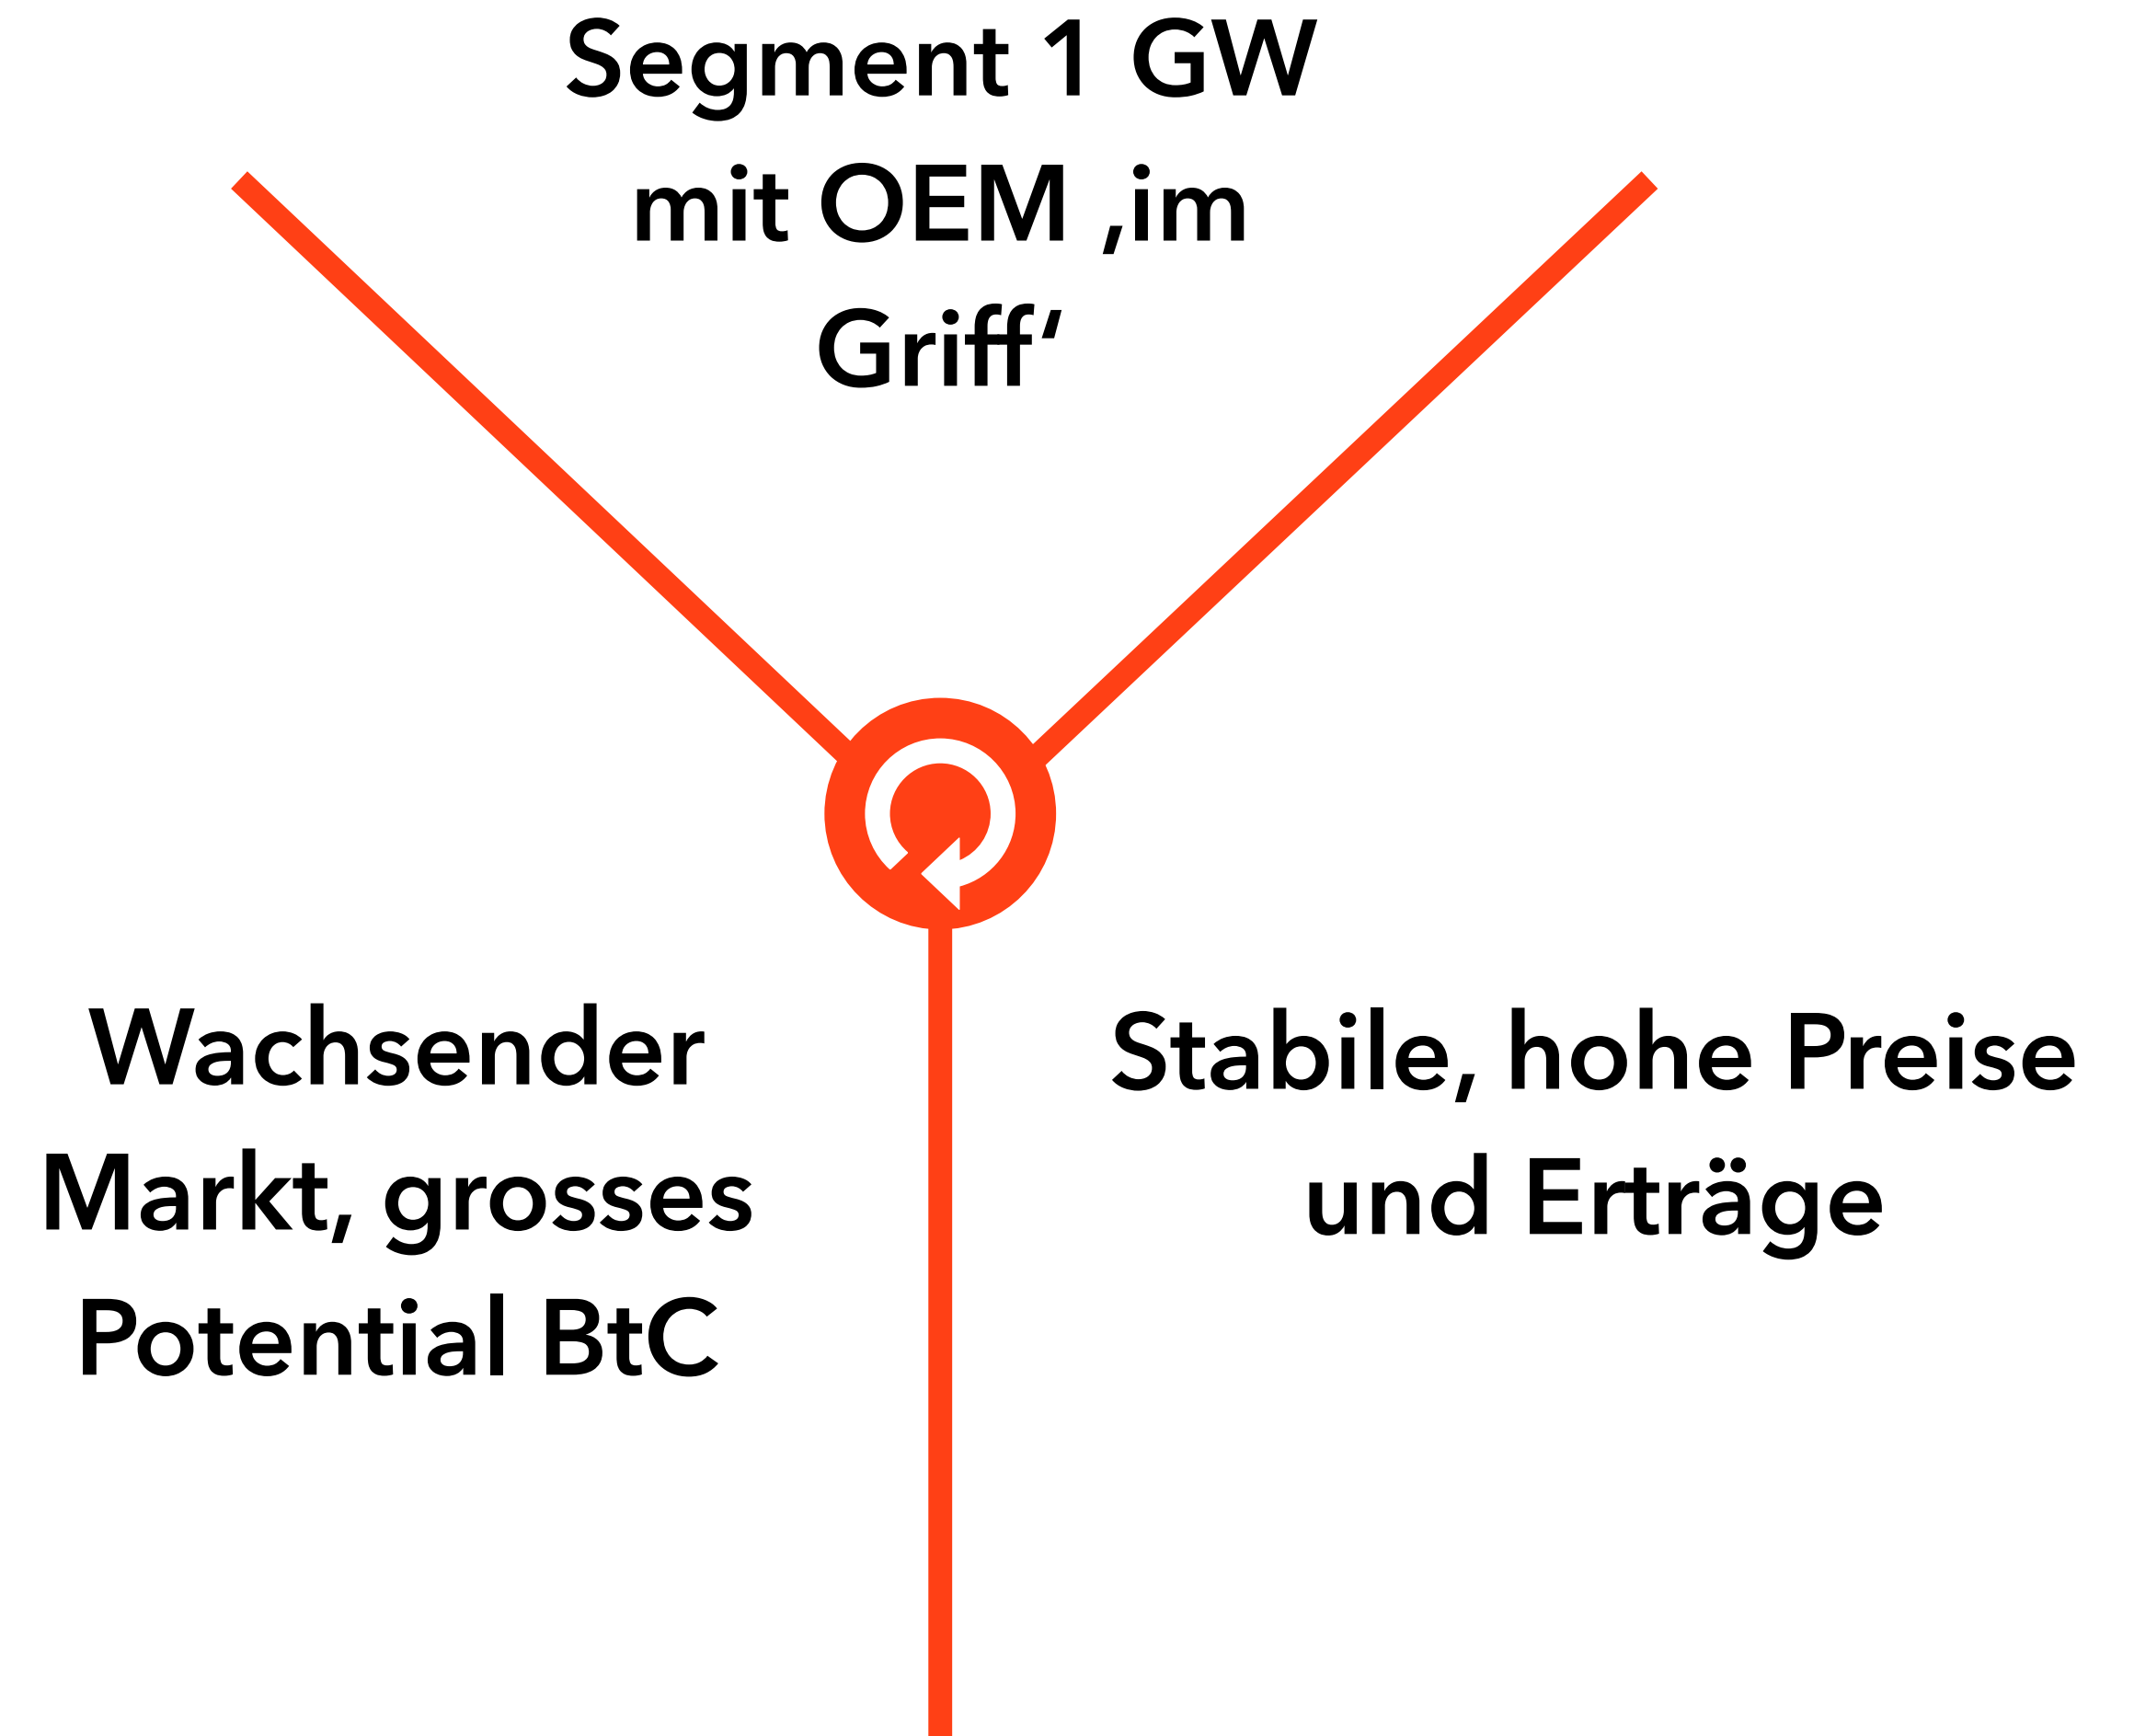 Segment 1 GW
mit OEM ‚im
Griff‘
Wachsender
Markt, grosses
Potential BtC
Stabile, hohe Preise
und Erträge